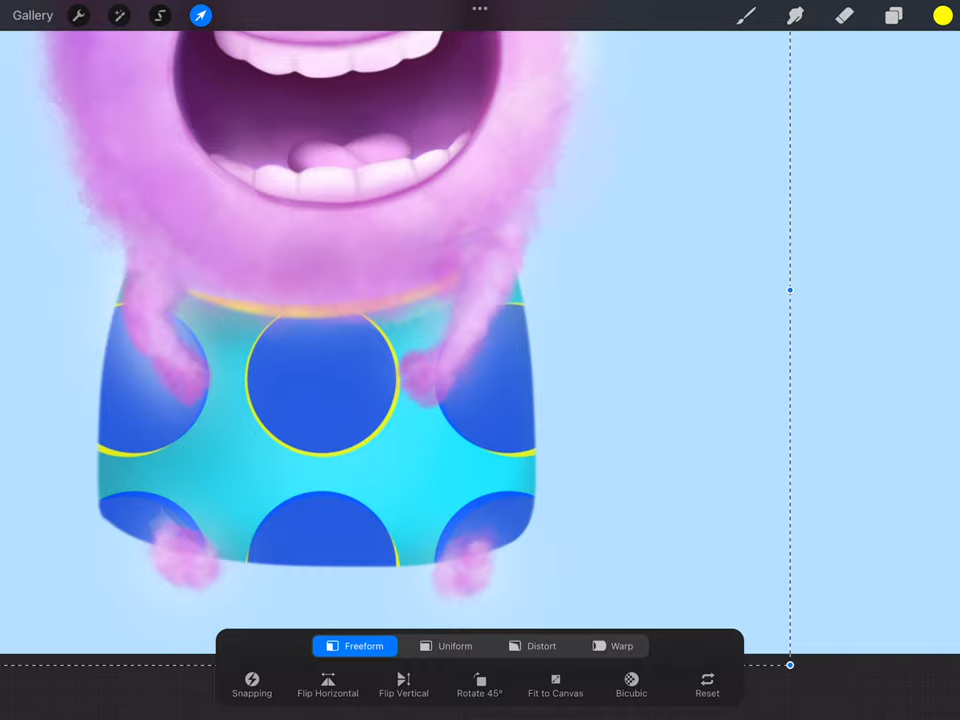 Gallery
Freeform Uniform Distort Warp
Snapping Flip Horizontal Flip Vertical Rotate 45° Fit to Canvas Bicubic Reset